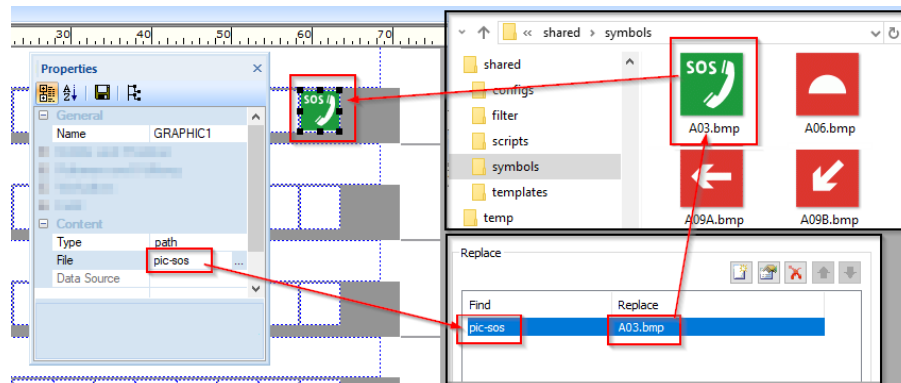 30 40 50 60 70
Properties
General
Name GRAPHIC1
Content
Type path
File pic-sos ...
Data Source
SOS
« shared › symbols
shared
configs
filter
scripts
symbols
templates
temp
SOS
A03.bmp A06.bmp
A09A.bmp A09B.bmp
Replace
Find Replace
pic-sos A03.bmp